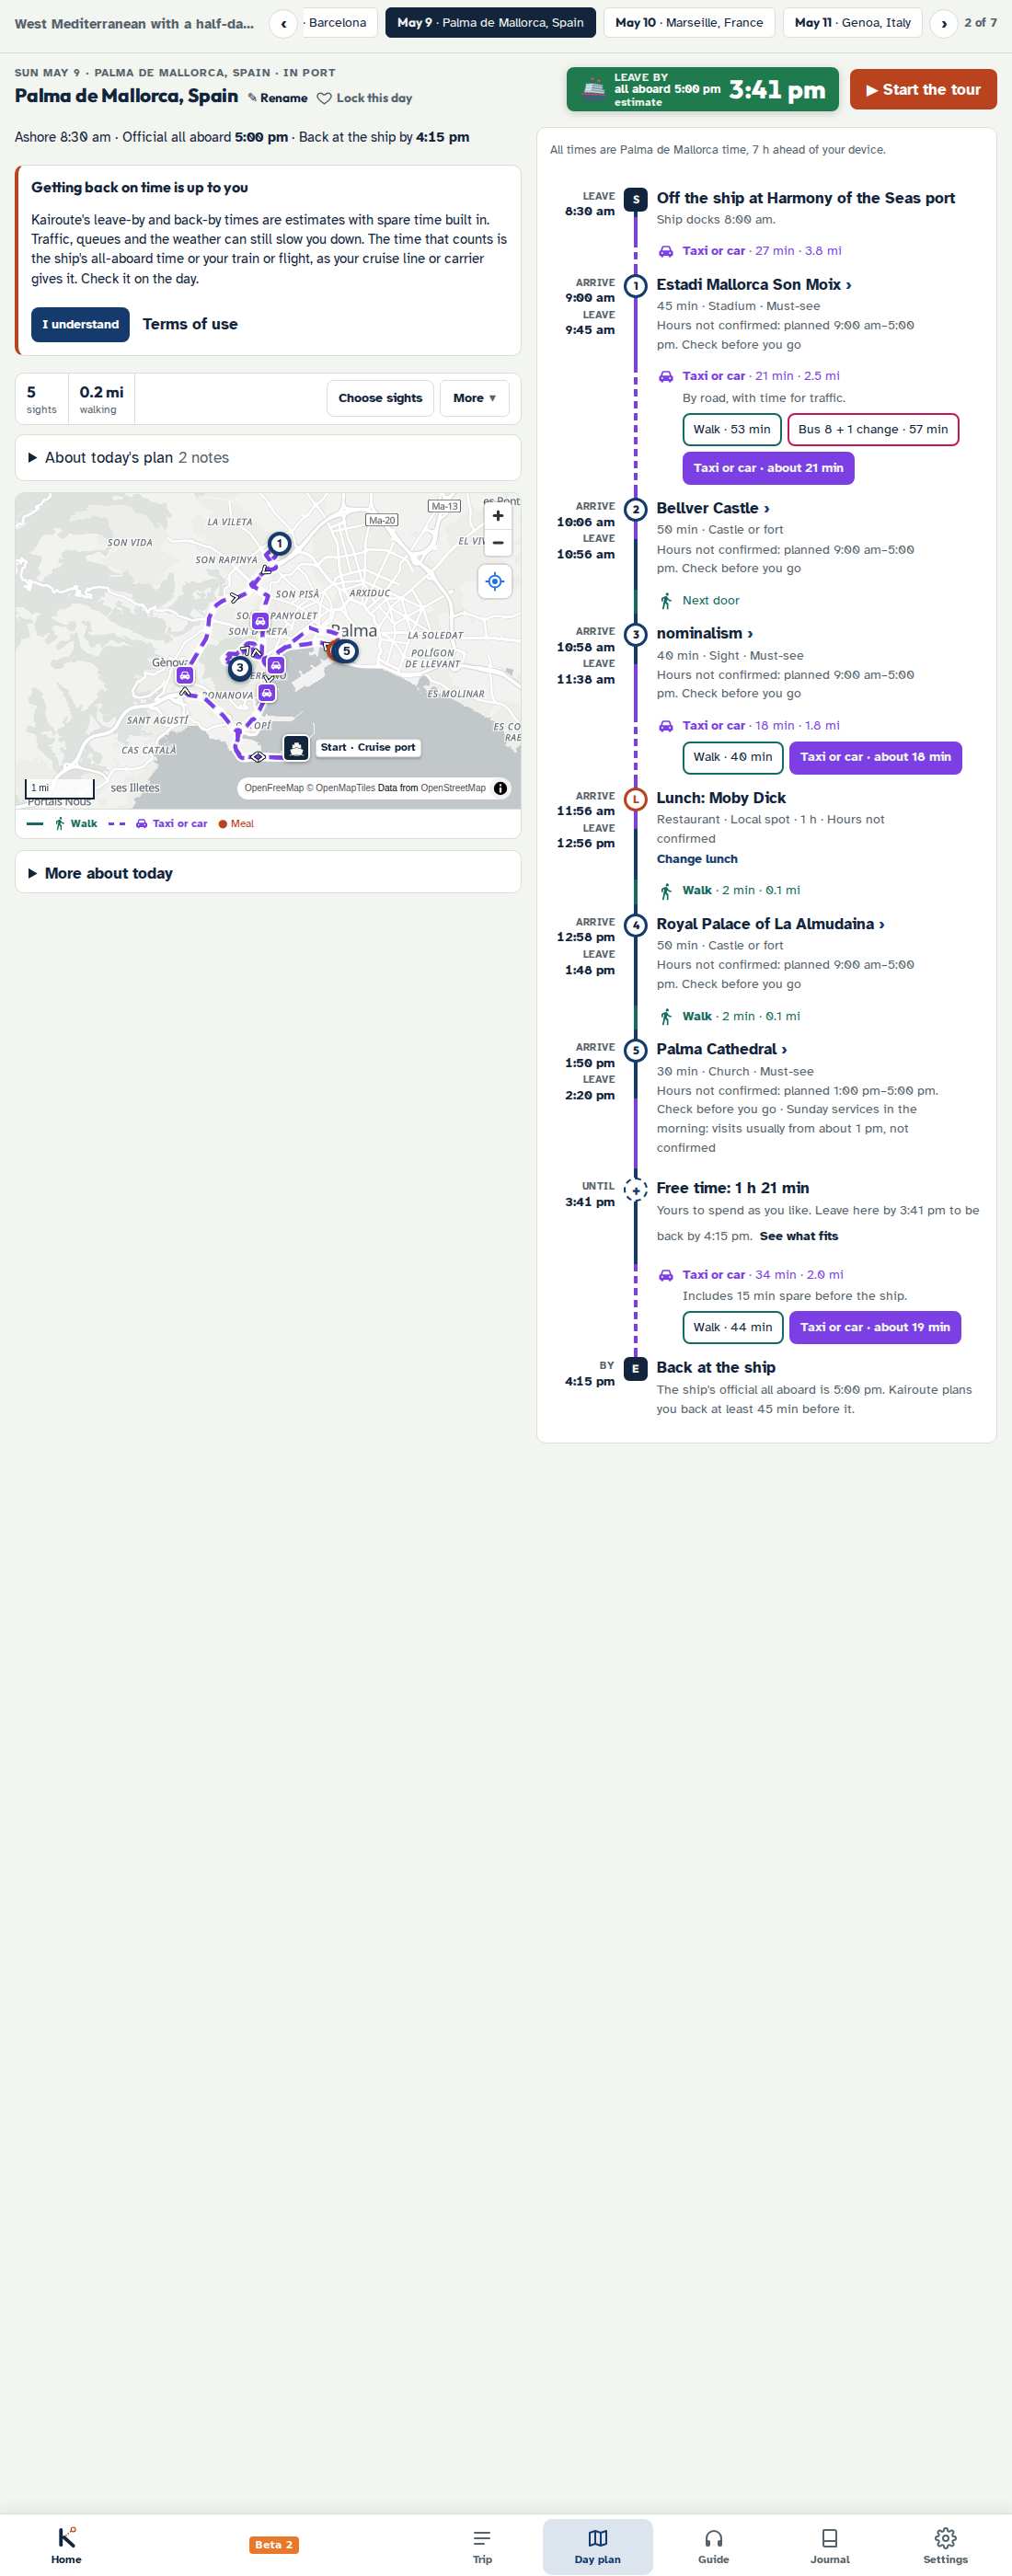 West Mediterranean with a half-da...
‹
· Barcelona
May 9 · Palma de Mallorca, Spain
May 10 · Marseille, France
May 11 · Genoa, Italy
›
2 of 7
SUN MAY 9 · PALMA DE MALLORCA, SPAIN · IN PORT
Palma de Mallorca, Spain
✎ Rename
Lock this day
LEAVE BY
all aboard 5:00 pm
estimate
3:41 pm
▶ Start the tour
Ashore 8:30 am · Official all aboard 5:00 pm · Back at the ship by 4:15 pm
Getting back on time is up to you
Kairoute's leave-by and back-by times are estimates with spare time built in.
Traffic, queues and the weather can still slow you down. The time that counts is
the ship's all-aboard time or your train or flight, as your cruise line or carrier
gives it. Check it on the day.
I understand
Terms of use
5
sights
0.2 mi
walking
Choose sights
More ▼
▶ About today's plan 2 notes
Ma-13
Ma-20
LA VILETA
SON VIDA
SON RAPINYA
1
SON PISÀ
ARXIDUC
Palma
LA SOLEDAT
POLÍGON
DE LLEVANT
3
5
ES MOLINAR
SANT AGUSTÍ
CAS CATALÀ
Start · Cruise port
1 mi
ses Illetes
Portals Nous
OpenFreeMap © OpenMapTiles Data from OpenStreetMap
+
−
Walk
Taxi or car
Meal
▶ More about today
All times are Palma de Mallorca time, 7 h ahead of your device.
LEAVE
8:30 am
S
Off the ship at Harmony of the Seas port
Ship docks 8:00 am.
Taxi or car · 27 min · 3.8 mi
ARRIVE
9:00 am
LEAVE
9:45 am
1
Estadi Mallorca Son Moix ›
45 min · Stadium · Must-see
Hours not confirmed: planned 9:00 am–5:00
pm. Check before you go
Taxi or car · 21 min · 2.5 mi
By road, with time for traffic.
Walk · 53 min
Bus 8 + 1 change · 57 min
Taxi or car · about 21 min
ARRIVE
10:06 am
LEAVE
10:56 am
2
Bellver Castle ›
50 min · Castle or fort
Hours not confirmed: planned 9:00 am–5:00
pm. Check before you go
Next door
ARRIVE
10:58 am
LEAVE
11:38 am
3
nominalism ›
40 min · Sight · Must-see
Hours not confirmed: planned 9:00 am–5:00
pm. Check before you go
Taxi or car · 18 min · 1.8 mi
Walk · 40 min
Taxi or car · about 18 min
ARRIVE
11:56 am
LEAVE
12:56 pm
L
Lunch: Moby Dick
Restaurant · Local spot · 1 h · Hours not
confirmed
Change lunch
Walk · 2 min · 0.1 mi
ARRIVE
12:58 pm
LEAVE
1:48 pm
4
Royal Palace of La Almudaina ›
50 min · Castle or fort
Hours not confirmed: planned 9:00 am–5:00
pm. Check before you go
Walk · 2 min · 0.1 mi
ARRIVE
1:50 pm
LEAVE
2:20 pm
5
Palma Cathedral ›
30 min · Church · Must-see
Hours not confirmed: planned 1:00 pm–5:00 pm.
Check before you go · Sunday services in the
morning: visits usually from about 1 pm, not
confirmed
UNTIL
3:41 pm
+
Free time: 1 h 21 min
Yours to spend as you like. Leave here by 3:41 pm to be
back by 4:15 pm. See what fits
Taxi or car · 34 min · 2.0 mi
Includes 15 min spare before the ship.
Walk · 44 min
Taxi or car · about 19 min
BY
4:15 pm
E
Back at the ship
The ship's official all aboard is 5:00 pm. Kairoute plans
you back at least 45 min before it.
Home
Beta 2
Trip
Day plan
Guide
Journal
Settings